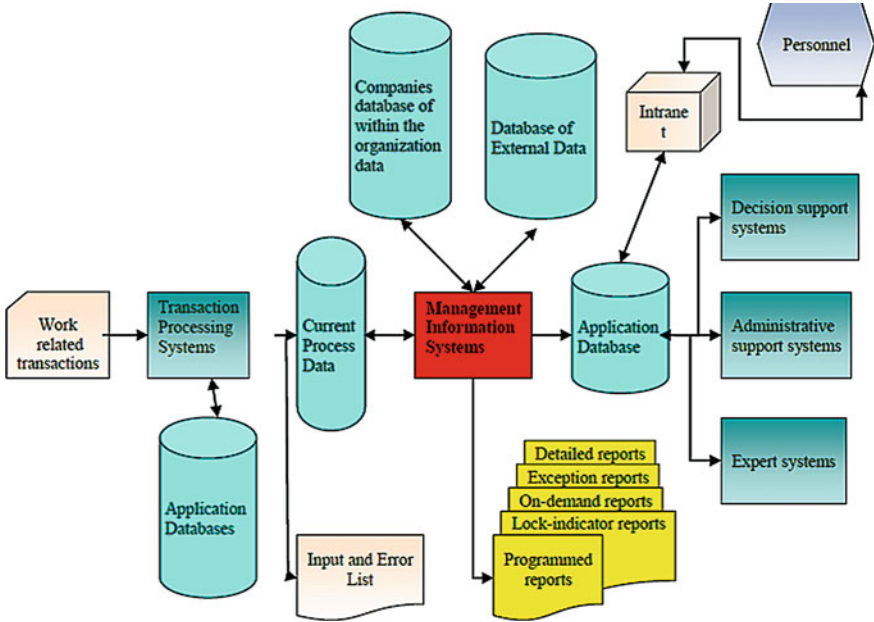 Personnel
Companies
database of
within the
organization
data
Database of
External Data
Intrane
t
Decision support
systems
Work
related
transactions
Transaction
Processing
Systems
Current
Process
Data
Management
Information
Systems
Application
Database
Administrative
support systems
Application
Databases
Expert systems
Input and Error
List
Detailed reports
Exception reports
On-demand reports
Lock-indicator reports
Programmed
reports